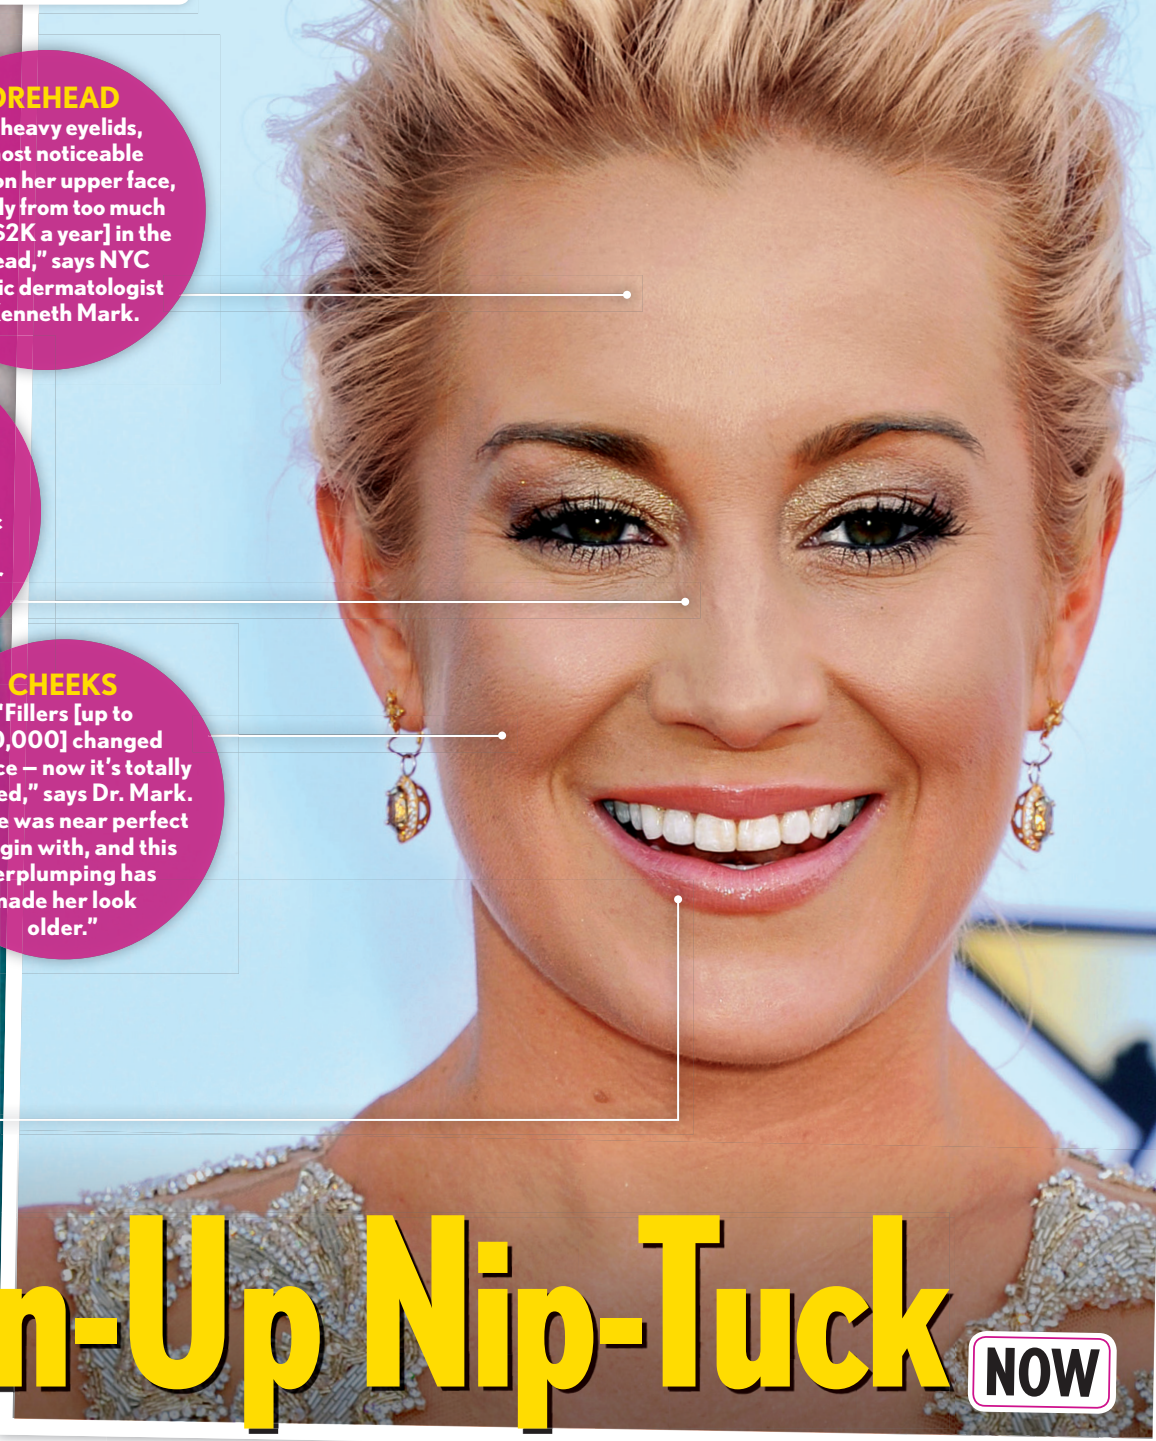 OREHEAD
heavy eyelids,
ost noticeable
on her upper face,
ly from too much
$2K a year] in the
ead," says NYC
ic dermatologist
enneth Mark.
CHEEKS
"Fillers [up to
0,000] changed
ce – now it's totally
ed," says Dr. Mark.
e was near perfect
gin with, and this
erplumping has
made her look
older."
n-Up Nip-Tuck
NOW